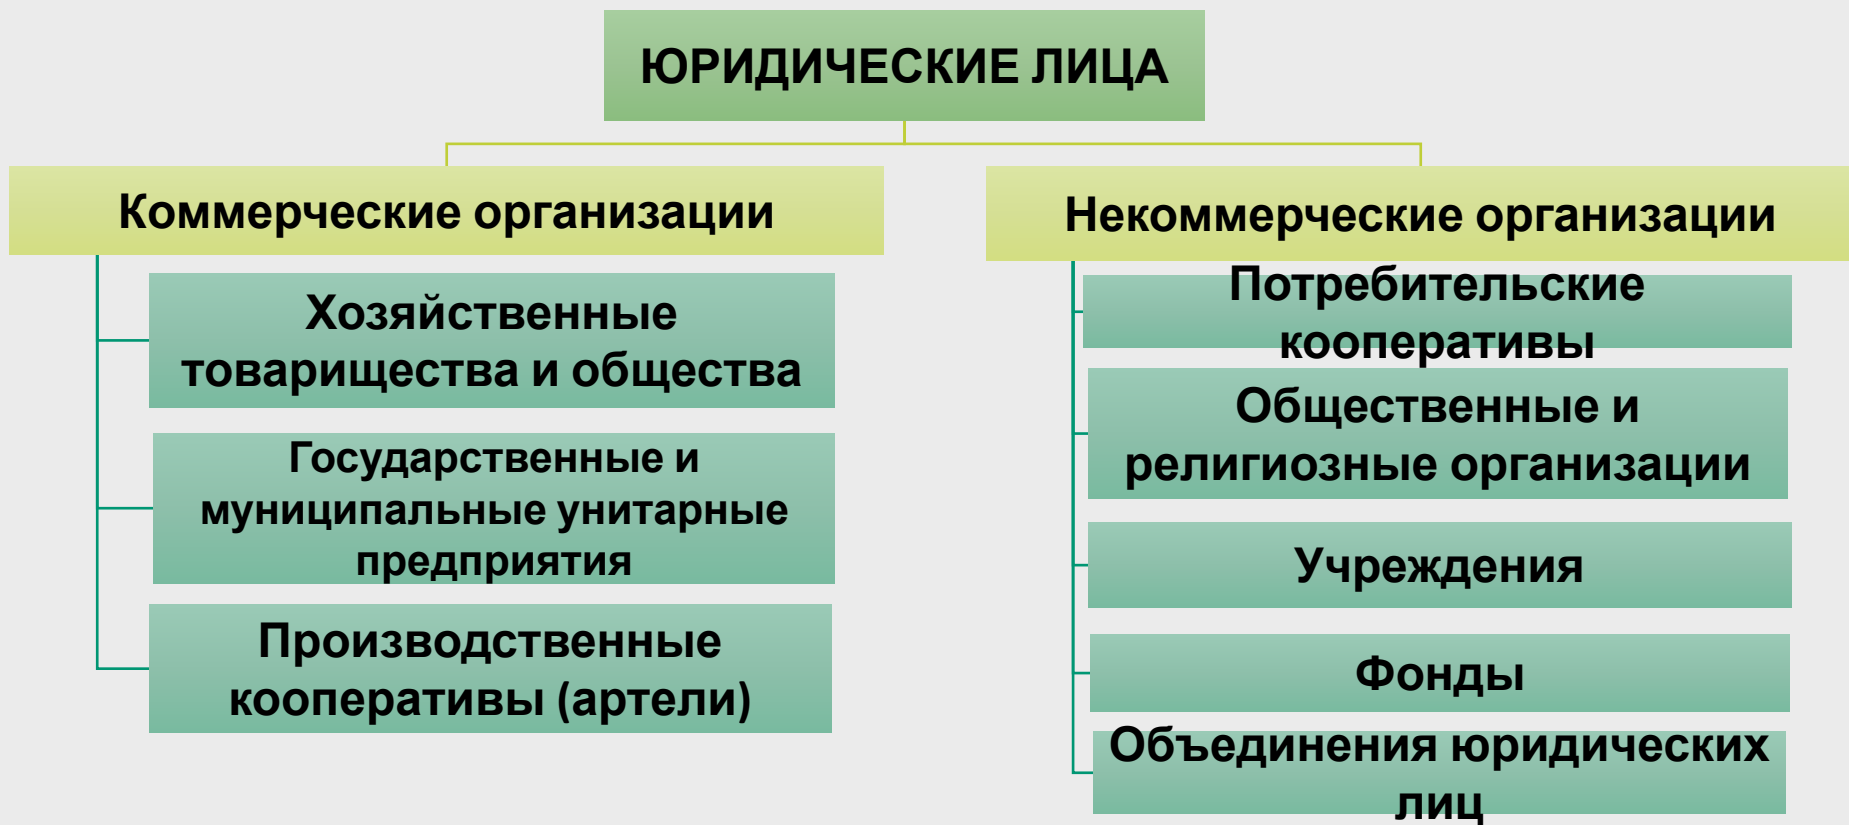 ЮРИДИЧЕСКИЕ ЛИЦА
Коммерческие организации
Хозяйственные
товарищества и общества
Государственные и
муниципальные унитарные
предприятия
Производственные
кооперативы (артели)
Некоммерческие организации
Потребительские
кооперативы
Общественные и
религиозные организации
Учреждения
Фонды
Объединения юридических
лиц